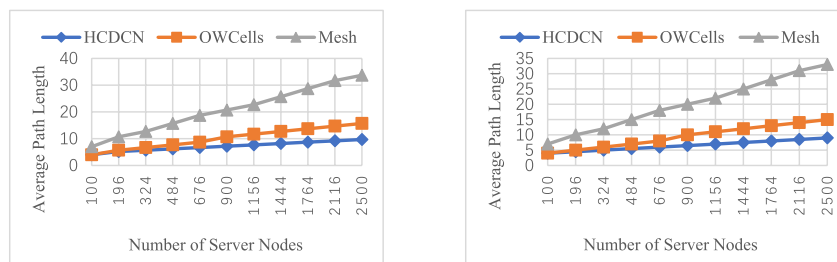 HCDCN OWCells Mesh
Average Path Length
40
30
20
10
0
100 196 324 484 676 900 1156 1444 1764 2116 2500
Number of Server Nodes
HCDCN OWCells Mesh
Average Path Length
35
30
25
20
15
10
5
0
100 196 324 484 676 900 1156 1444 1764 2116 2500
Number of Server Nodes